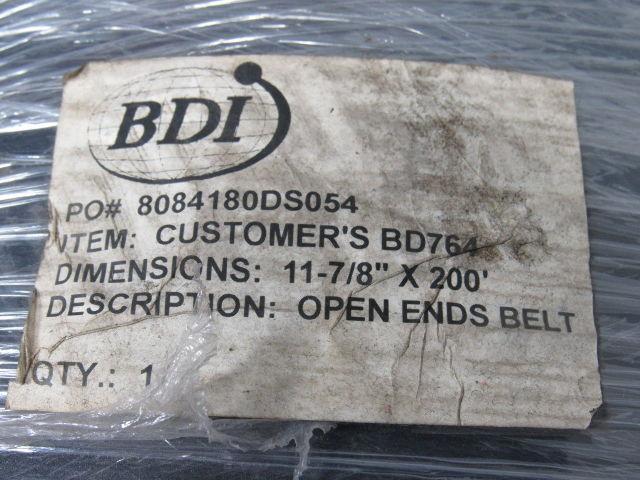 BDI
PO# 8084180DS054
ITEM: CUSTOMER'S BD764
DIMENSIONS: 11-7/8" X 200'
DESCRIPTION: OPEN ENDS BELT
QTY.: 1